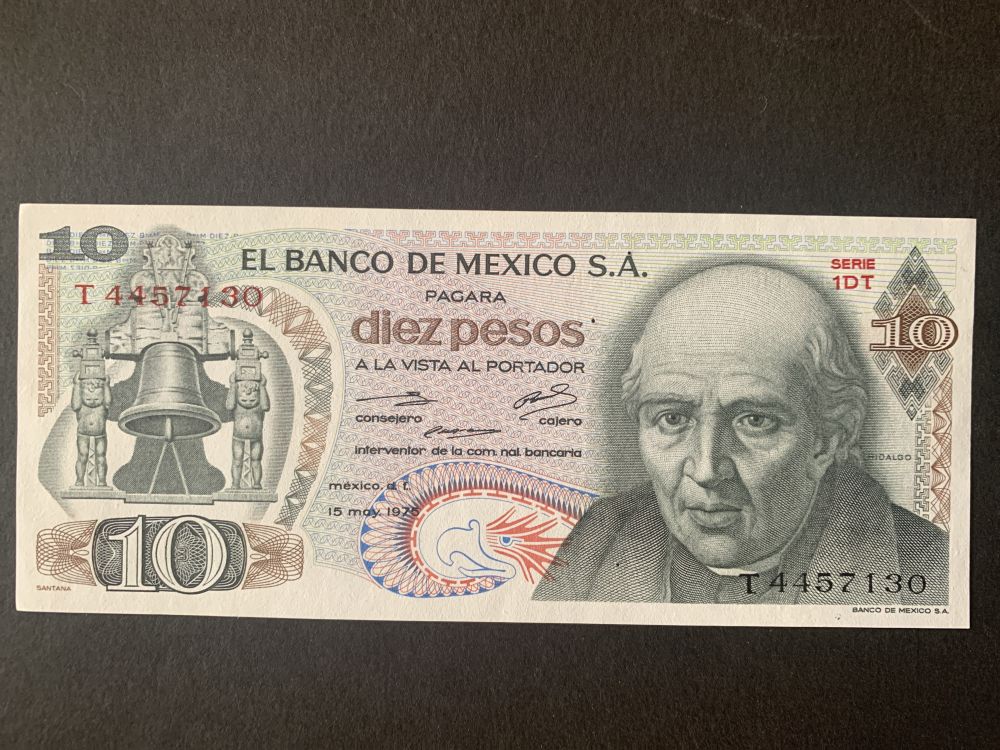 10
EL BANCO DE MEXICO S.A.
SERIE
1DT
T 4457130
PAGARA
10
diez pesos
A LA VISTA AL PORTADOR
consejero
cajero
interventor de la com. nal. bancaria
HIDALGO
méxico, d. f.
15 may. 1975
10
T 4457130
SANTANA
BANCO DE MEXICO S.A.